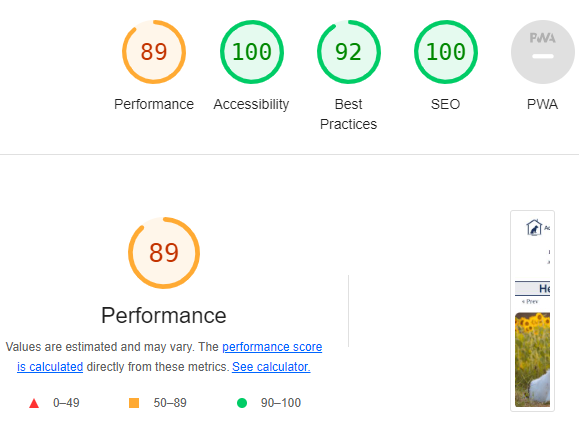 89 100 92 100 PWA
Performance Accessibility Best Practices SEO PWA
89
Performance
Values are estimated and may vary. The performance score
is calculated directly from these metrics. See calculator.
0–49 50–89 90–100
« Prev